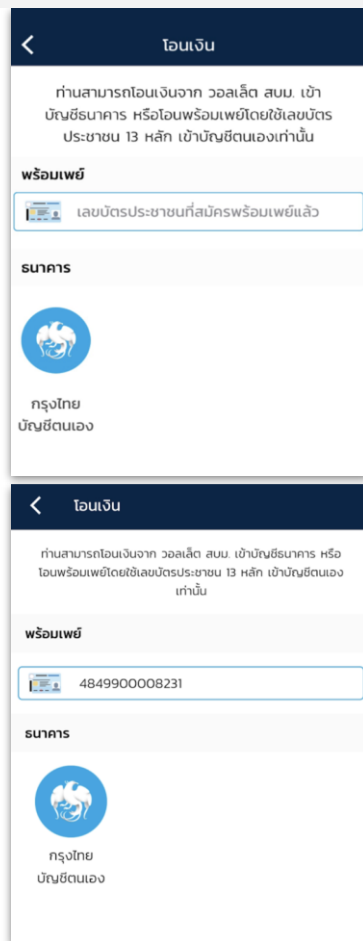 โอนเงิน
ท่านสามารถโอนเงินจาก วอลเล็ต สบม. เข้า
บัญชีธนาคาร หรือโอนพร้อมเพย์โดยใช้เลขบัตร
ประชาชน 13 หลัก เข้าบัญชีตนเองเท่านั้น
พร้อมเพย์
เลขบัตรประชาชนที่สมัครพร้อมเพย์แล้ว
ธนาคาร
กรุงไทย
บัญชีตนเอง
โอนเงิน
ท่านสามารถโอนเงินจาก วอลเล็ต สบม. เข้าบัญชีธนาคาร หรือ
โอนพร้อมเพย์โดยใช้เลขบัตรประชาชน 13 หลัก เข้าบัญชีตนเอง
เท่านั้น
พร้อมเพย์
4849900008231
ธนาคาร
กรุงไทย
บัญชีตนเอง